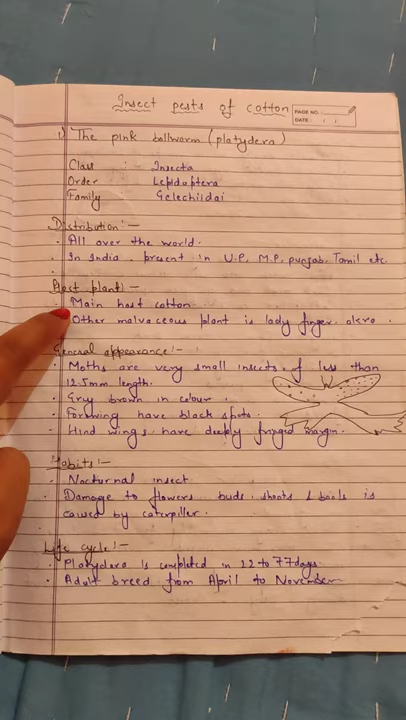 Insect pests of cotton
PAGE NO.
DATE: / /
1) The pink bollworm (platydera)
Class : - Insecta
Order Lepidoptera
Family Gelechildai
Distribution :-
· All over the world.
· In India . present in U.P, M.P, punjab, Tamil etc.
Host plant :-
· Main host cotton.
Other malvaceous plant is lady finger. okra .
General appearance :-
· Moths are very small insects of less than
12.5mm length.
· Grey brown in colour .
· Forwing have black spots .
- Hind wings have deeply fringed margin.
Habits :-
· Nocturnal insect
· Damage to flowers buds. shoots & bools is
caused by caterpiller.
Life cycle :-
· Platydera is completed in 22 to 77 days.
· Adult breed from April to November